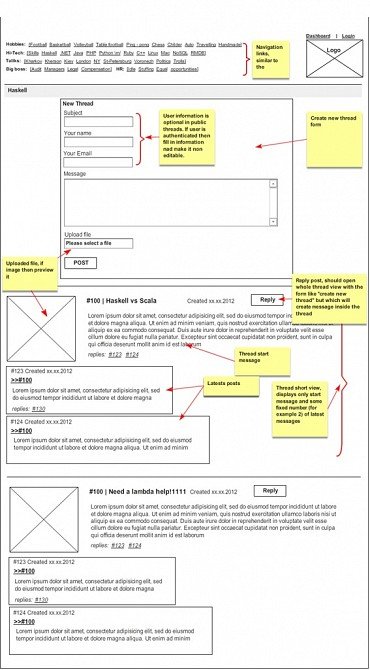 Dashboard | Login
Hobbies: [Football Basketball Volleyball Table football Ping - pong Chess Childer Auto Travelling Handmade]
Hi-Tech: [Skills Haskell .NET Java PHP Python \m/ Ruby C++ Linux Mac NoSQL RMDB]
Talks: [Kharkov Kherson Kiev London NY St-Petersburg Voronezh Politics Trolls]
Big boss: [Audit Managers Legal Compensation] HR: [Edle Staffing Equal opportunities]
Navigation
links,
similar to
the
Logo
Haskell
New Thread
Subject
Your name
Your Email
Message
Upload file
Please select a file
POST
User information is
optional in public
threads. If user is
authenticated then
fill in information
nad make it non
editable.
Create new thread
form
Uploaded file, if
image then preview
it
Reply post, should open
whole thread view with the
form like "create new
thread" but which will
create message inside the
thread
#100 | Haskell vs Scala
Created xx.xx.2012
Reply
Lorem ipsum dolor sit amet, consectetur adipisicing elit, sed do eiusmod tempor
et dolore magna aliqua. Ut enim ad minim veniam, quis nostrud exercitation
commodo consequat. Duis aute irure dolor in reprehenderit in voluptate velit esse
cillum dolore eu fugiat nulla pariatur. Excepteur sint occaecat cupidatat non proident, sunt in culpa
qui officia deserunt mollit anim id est laborum
replies: #123 #124
Thread start
message
#123 Created xx.xx.2012
>>#100
Lorem ipsum dolor sit amet, consectetur adipisicing elit, sed
do eiusmod tempor incididunt ut labore et dolore magna aliqua.
replies: #130
Latests posts
Thread short view,
displays only start
message and some
fixed number (for
example 2) of latest
messages
#124 Created xx.xx.2012
>>#100
Lorem ipsum dolor sit amet, consectetur adipisicing elit, sed do eiusmod
tempor incididunt ut labore et dolore magna aliqua. Ut enim ad minim
#100 | Need a lambda help!1111
Created xx.xx.2012
Reply
Lorem ipsum dolor sit amet, consectetur adipisicing elit, sed do eiusmod tempor incididunt ut labore
et dolore magna aliqua. Ut enim ad minim veniam, quis nostrud exercitation ullamco laboris nisi ut
aliquip ex ea commodo consequat. Duis aute irure dolor in reprehenderit in voluptate velit esse
cillum dolore eu fugiat nulla pariatur. Excepteur sint occaecat cupidatat non proident, sunt in culpa
qui officia deserunt mollit anim id est laborum
replies: #123 #124
#123 Created xx.xx.2012
>>#100
Lorem ipsum dolor sit amet, consectetur adipisicing elit, sed
do eiusmod tempor incididunt ut labore et dolore magna aliqua.
replies: #130
#124 Created xx.xx.2012
>>#100
Lorem ipsum dolor sit amet, consectetur adipisicing elit, sed do eiusmod
tempor incididunt ut labore et dolore magna aliqua. Ut enim ad minim